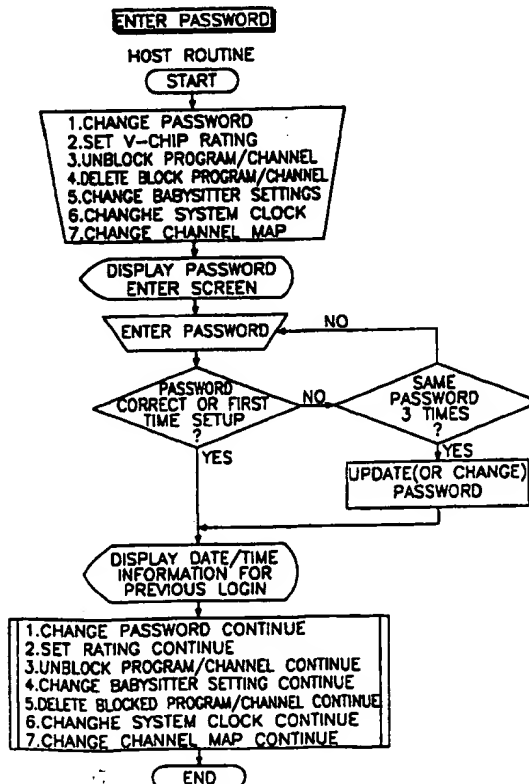 ENTER PASSWORD
HOST ROUTINE
START
1.CHANGE PASSWORD
2.SET V-CHIP RATING
3.UNBLOCK PROGRAM/CHANNEL
4.DELETE BLOCK PROGRAM/CHANNEL
5.CHANGE BABYSITTER SETTINGS
6.CHANGHE SYSTEM CLOCK
7.CHANGE CHANNEL MAP
DISPLAY PASSWORD
ENTER SCREEN
ENTER PASSWORD
NO
PASSWORD
CORRECT OR FIRST
TIME SETUP
?
NO
YES
SAME
PASSWORD
3 TIMES
?
YES
UPDATE(OR CHANGE)
PASSWORD
DISPLAY DATE/TIME
INFORMATION FOR
PREVIOUS LOGIN
1.CHANGE PASSWORD CONTINUE
2.SET RATING CONTINUE
3.UNBLOCK PROGRAM/CHANNEL CONTINUE
4.CHANGE BABYSITTER SETTING CONTINUE
5.DELETE BLOCKED PROGRAM/CHANNEL CONTINUE
6.CHANGHE SYSTEM CLOCK CONTINUE
7.CHANGE CHANNEL MAP CONTINUE
END